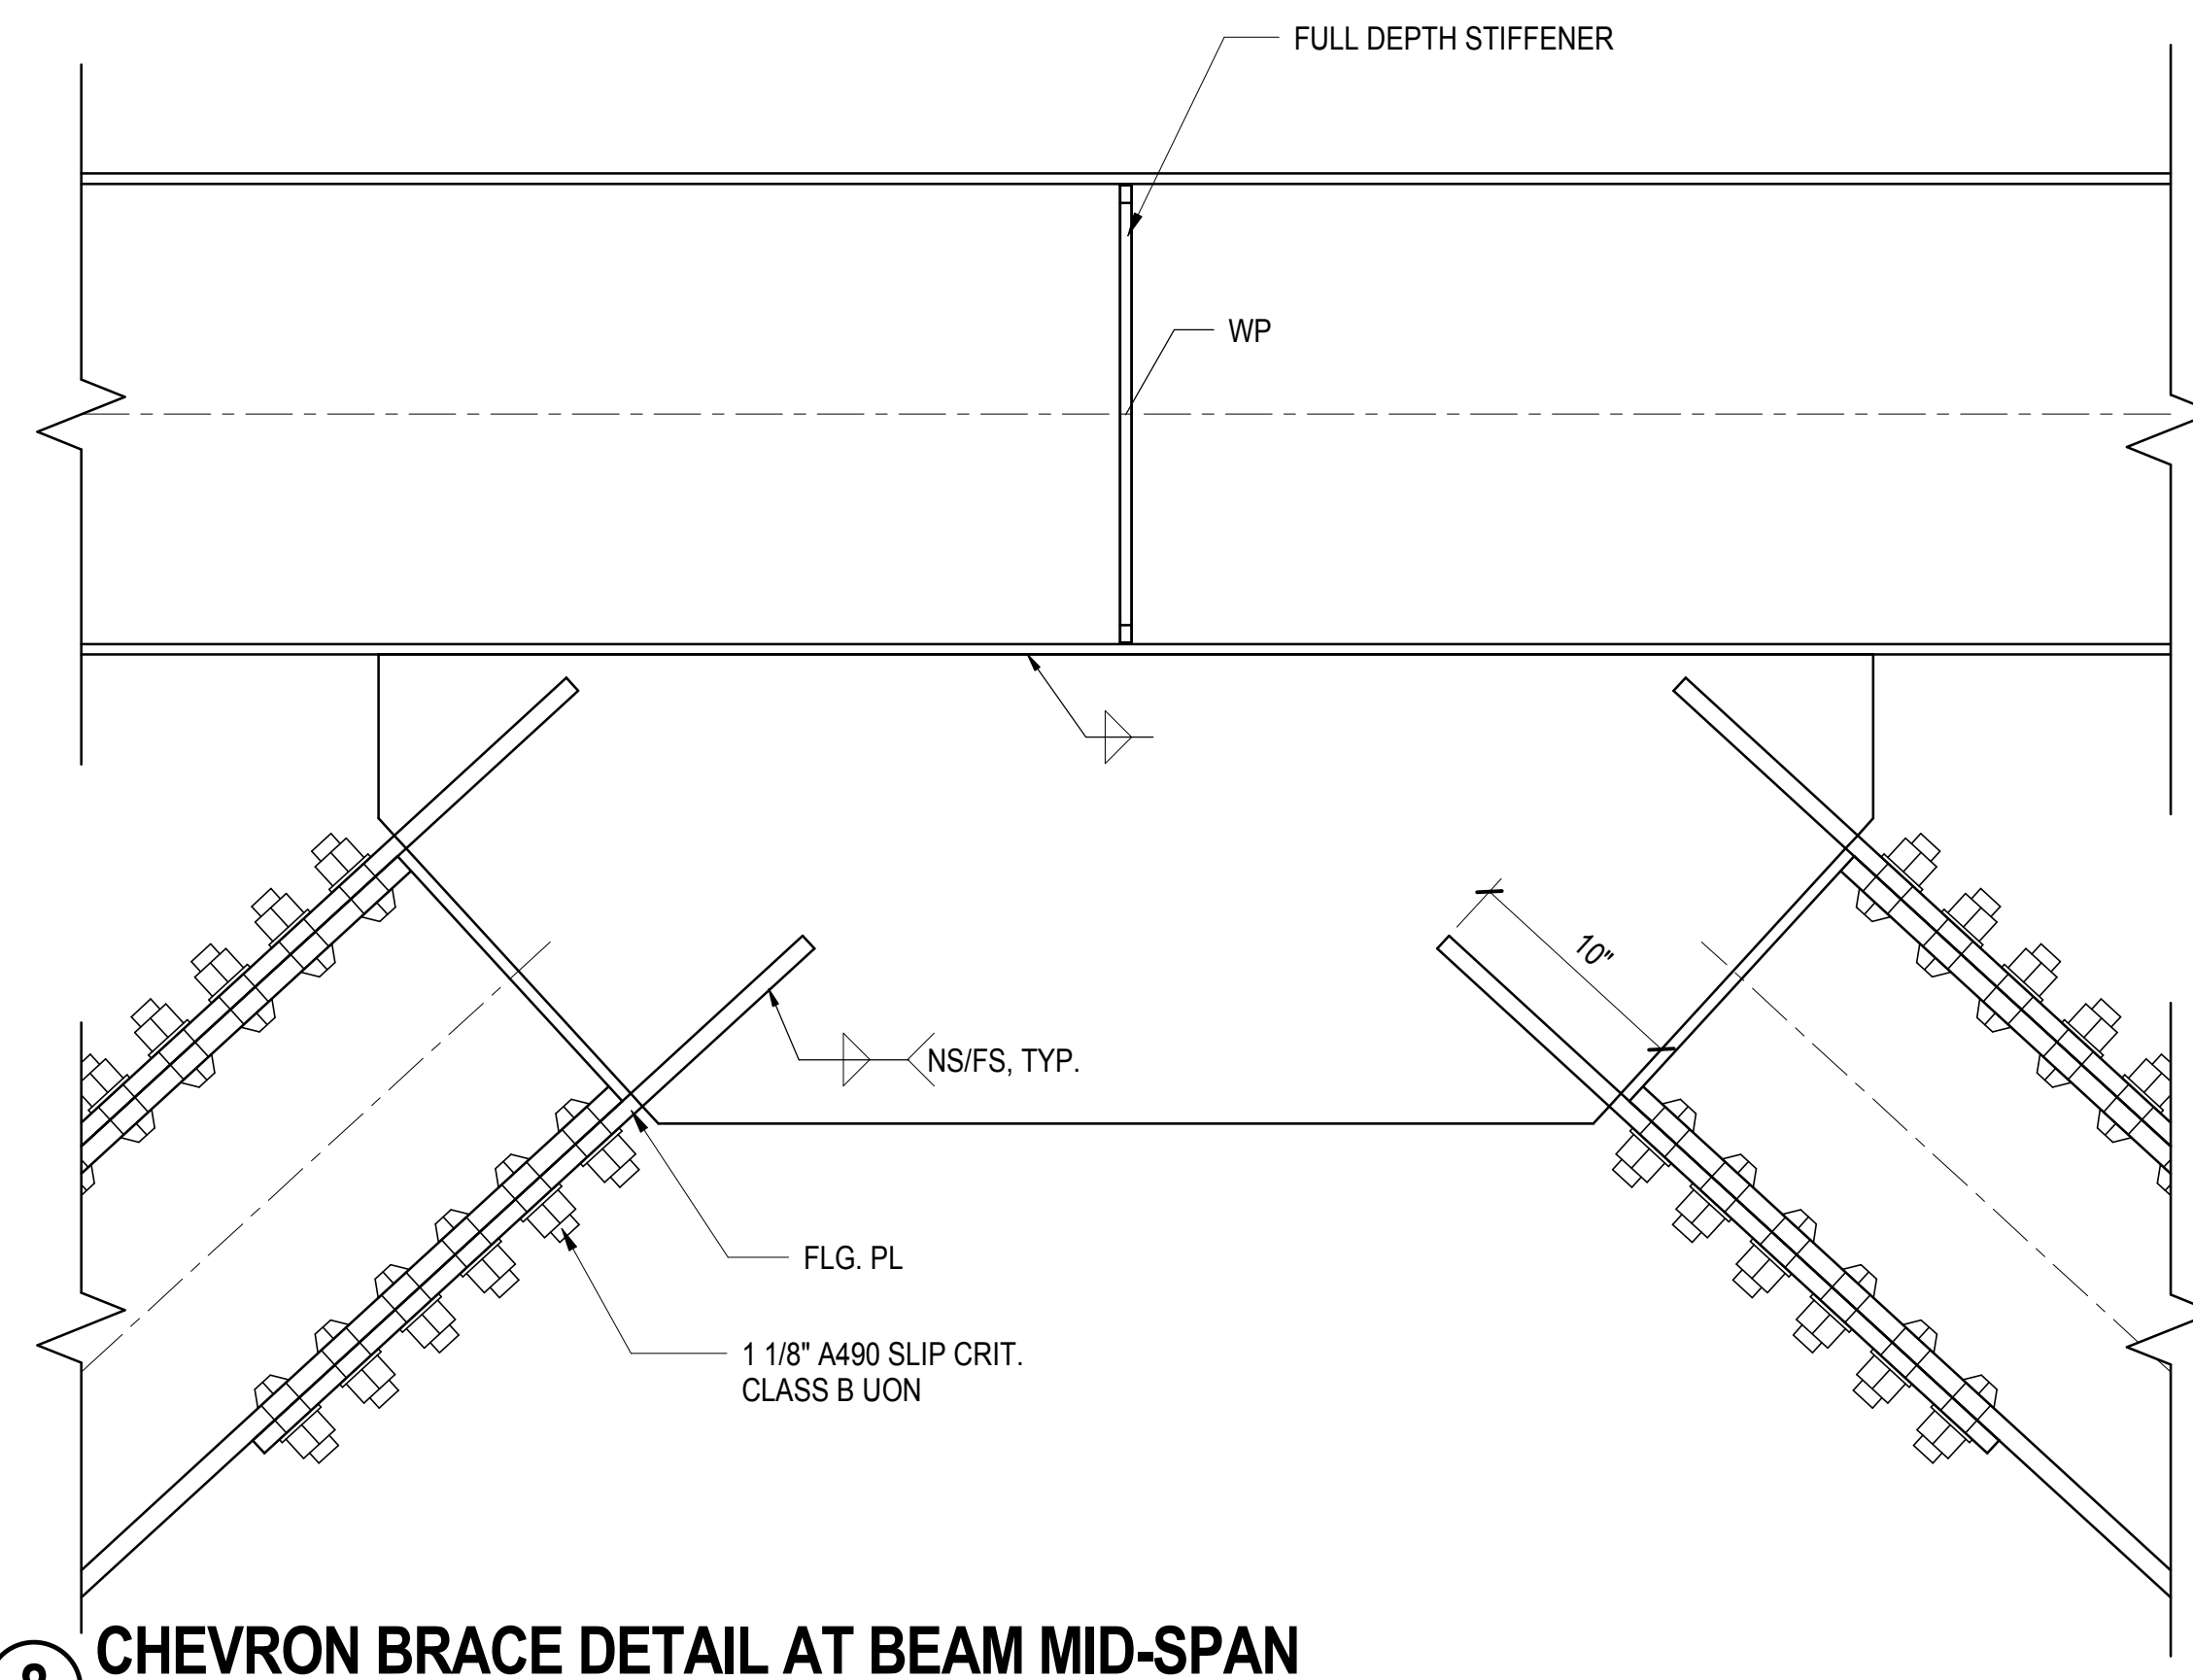 FULL DEPTH STIFFENER
WP
10"
NS/FS, TYP.
FLG. PL
1 1/8" A490 SLIP CRIT.
CLASS B UON
CHEVRON BRACE DETAIL AT BEAM MID-SPAN